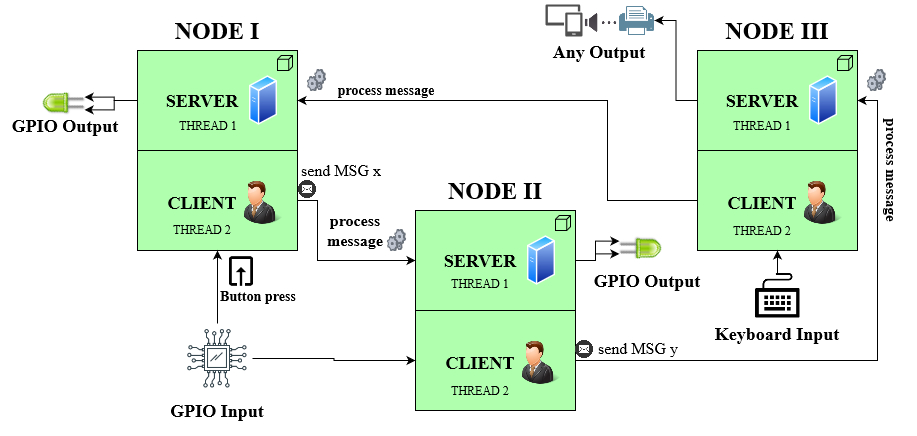 NODE I
NODE III
Any Output
SERVER
THREAD 1
GPIO Output
process message
SERVER
THREAD 1
process message
send MSG x
CLIENT
THREAD 2
NODE II
CLIENT
THREAD 2
process
message
SERVER
THREAD 1
GPIO Output
Button press
Keyboard Input
CLIENT
THREAD 2
send MSG y
GPIO Input